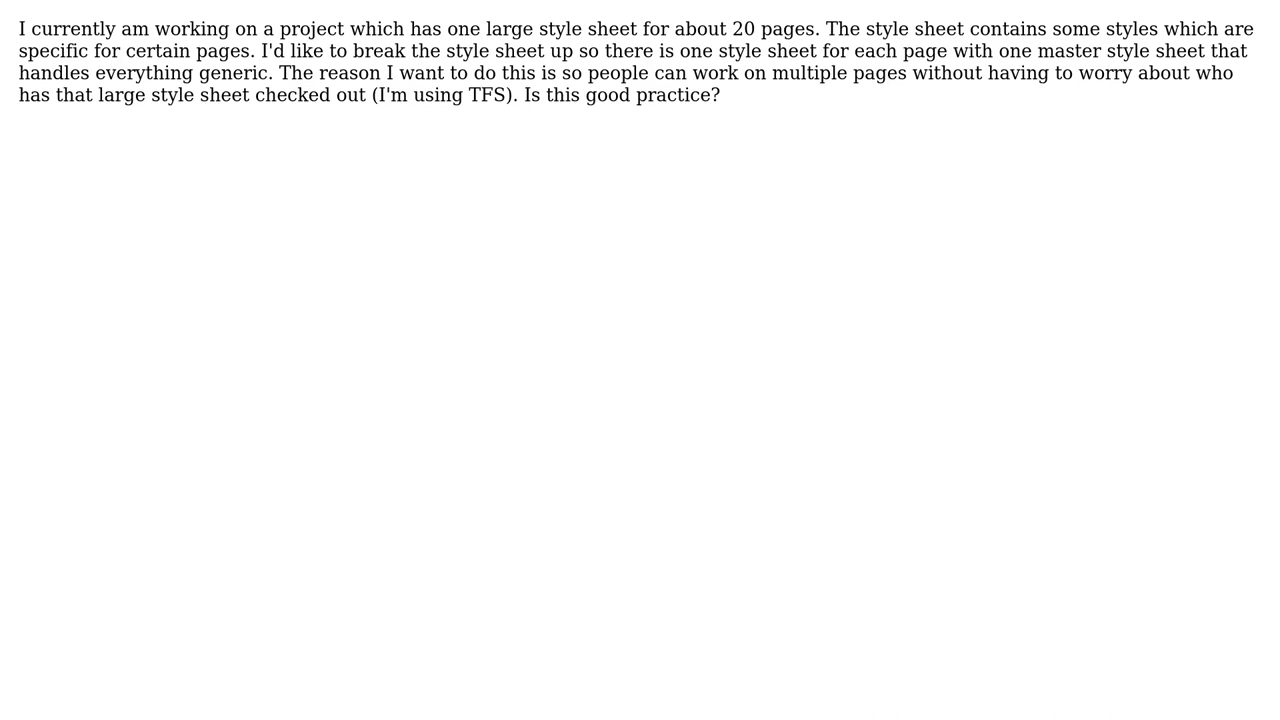 I currently am working on a project which has one large style sheet for about 20 pages. The style sheet contains some styles which are
specific for certain pages. I'd like to break the style sheet up so there is one style sheet for each page with one master style sheet that
handles everything generic. The reason I want to do this is so people can work on multiple pages without having to worry about who
has that large style sheet checked out (I'm using TFS). Is this good practice?